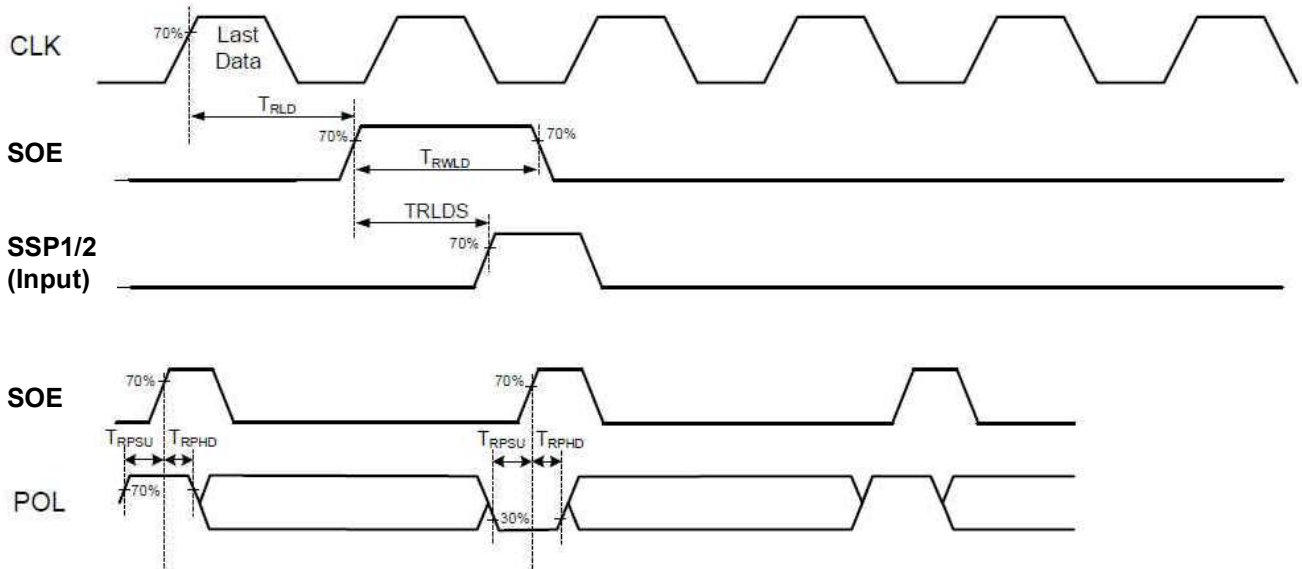 CLK
70%
Last
Data
TRLD
SOE
70%
70%
TRWLD
TRLDS
SSP1/2
(Input)
70%
SOE
70%
70%
TRPSU
TRPHD
TRPSU
TRPHD
POL
70%
30%